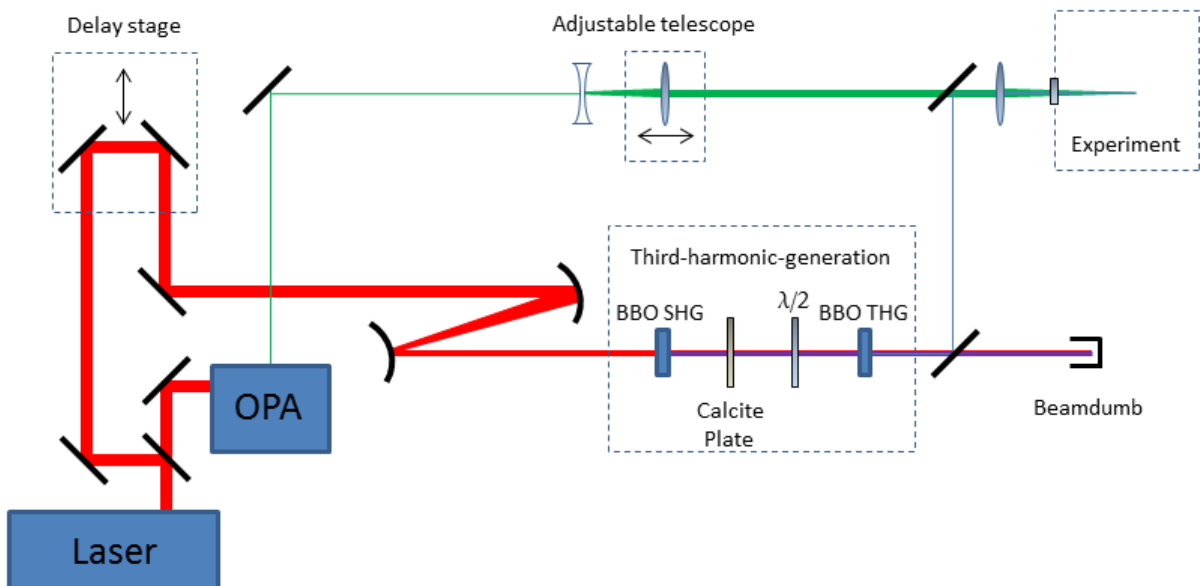 Delay stage
Adjustable telescope
Experiment
Third-harmonic-generation
BBO SHG
λ/2
BBO THG
Calcite
Plate
Beamdumb
OPA
Laser